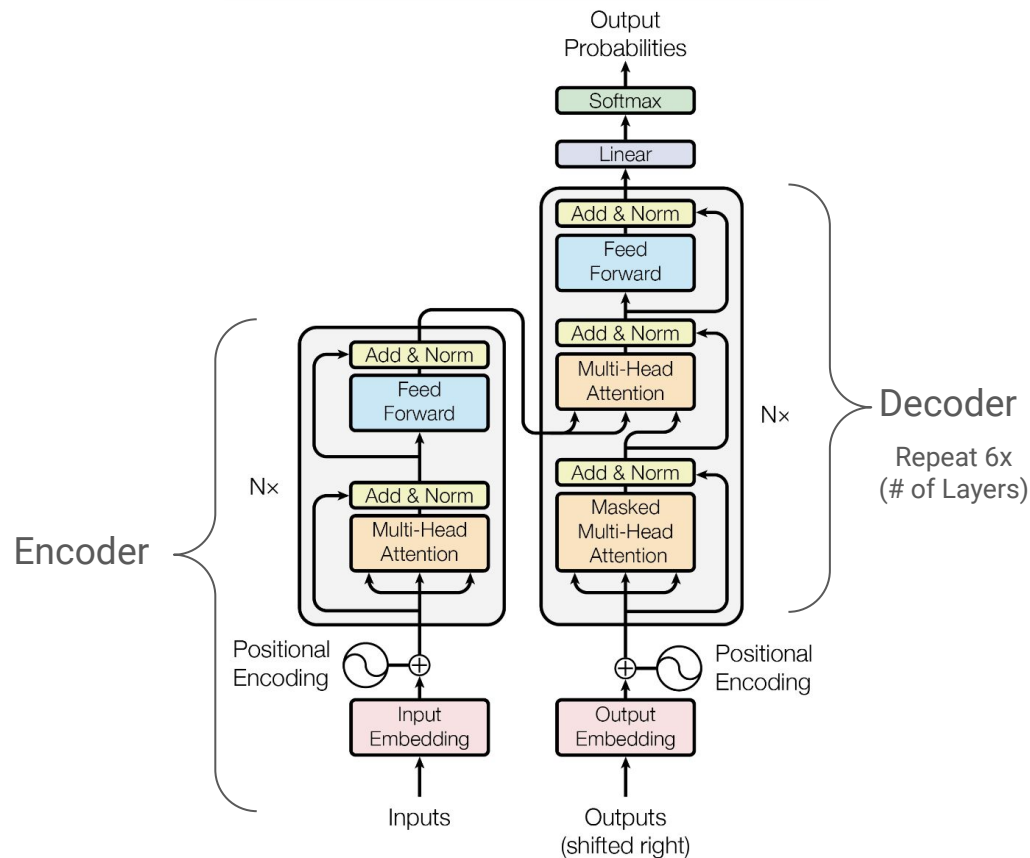 Output
Probabilities
Softmax
Linear
Add & Norm
Feed
Forward
Add & Norm
Multi-Head
Attention
Add & Norm
Masked
Multi-Head
Attention
Nx
Decoder
Repeat 6x
(# of Layers)
Add & Norm
Feed
Forward
Add & Norm
Multi-Head
Attention
Nx
Encoder
Positional
Encoding
Positional
Encoding
Input
Embedding
Output
Embedding
Inputs
Outputs
(shifted right)